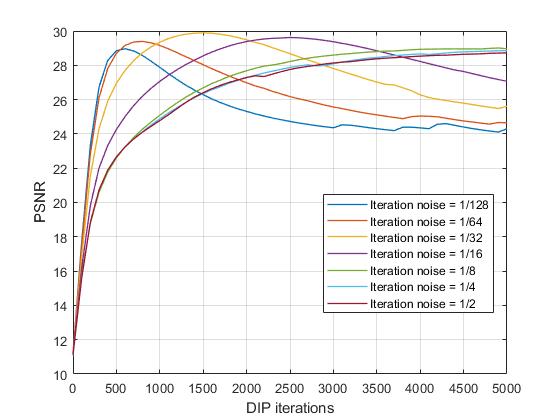 30
28
26
24
22
20
18
16
14
12
10
PSNR
Iteration noise = 1/128
Iteration noise = 1/64
Iteration noise = 1/32
Iteration noise = 1/16
Iteration noise = 1/8
Iteration noise = 1/4
Iteration noise = 1/2
0 500 1000 1500 2000 2500 3000 3500 4000 4500 5000
DIP iterations